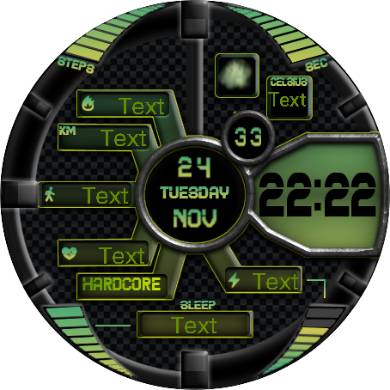 STEPS
SEC
CELSIUS
Text
Text
KM
Text
33
24
TUESDAY
NOV
22:22
Text
Text
HARDCORE
Text
SLEEP
Text